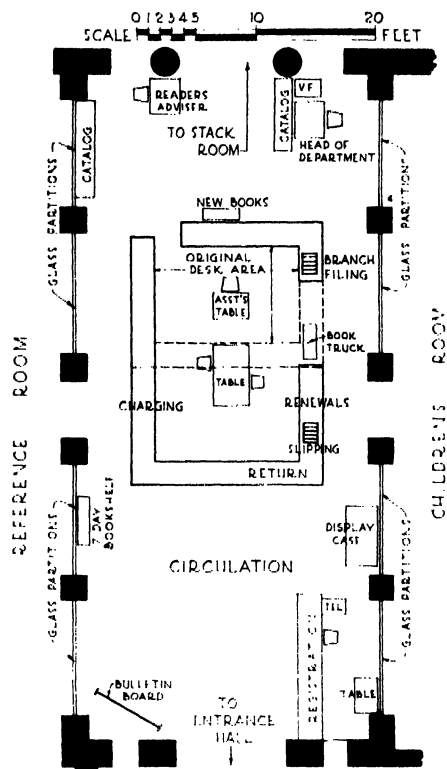 0 1 2 3 4 5 10 20
SCALE FEET
READERS
ADVISER
TO STACK
ROOM
CATALOG
VF
HEAD OF
DEPARTMENT
CATALOG
GLASS PARTITIONS
GLASS PARTITIONS
NEW BOOKS
ORIGINAL
DESK AREA
BRANCH
FILING
ASST'S
TABLE
BOOK
TRUCK
TABLE
CHARGING
RENEWALS
SLIPPING
RETURN
REFERENCE ROOM
CHILDRENS ROOM
7 DAY
BOOKSHELF
DISPLAY
CASE
CIRCULATION
GLASS PARTITIONS
GLASS PARTITIONS
REGISTRATION
TEL
TABLE
BULLETIN
BOARD
TO
ENTRANCE
HALL